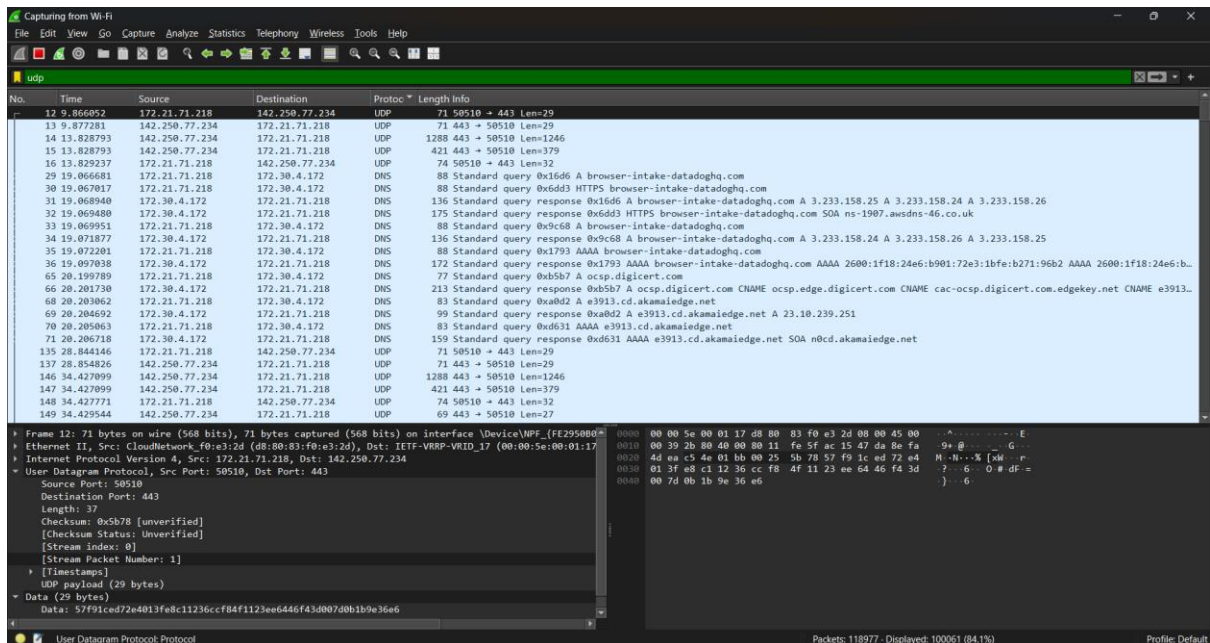 Capturing from Wi-Fi
File Edit View Go Capture Analyze Statistics Telephony Wireless Tools Help
udp
No. Time Source Destination Protoc Length Info
12 9.866052 172.21.71.218 142.250.77.234 UDP 71 50510 → 443 Len=29
13 9.877281 142.250.77.234 172.21.71.218 UDP 71 443 → 50510 Len=29
14 13.828793 142.250.77.234 172.21.71.218 UDP 1288 443 → 50510 Len=1246
15 13.828793 142.250.77.234 172.21.71.218 UDP 421 443 → 50510 Len=379
16 13.829237 172.21.71.218 142.250.77.234 UDP 74 50510 → 443 Len=32
29 19.066681 172.21.71.218 172.30.4.172 DNS 88 Standard query 0x16d6 A browser-intake-datadoghq.com
30 19.067017 172.21.71.218 172.30.4.172 DNS 88 Standard query 0x6dd3 HTTPS browser-intake-datadoghq.com
31 19.068940 172.30.4.172 172.21.71.218 DNS 136 Standard query response 0x16d6 A browser-intake-datadoghq.com A 3.233.158.25 A 3.233.158.24 A 3.233.158.26
32 19.069480 172.30.4.172 172.21.71.218 DNS 175 Standard query response 0x6dd3 HTTPS browser-intake-datadoghq.com SOA ns-1907.awsdns-46.co.uk
33 19.069951 172.21.71.218 172.30.4.172 DNS 88 Standard query 0x9c68 A browser-intake-datadoghq.com
34 19.071877 172.30.4.172 172.21.71.218 DNS 136 Standard query response 0x9c68 A browser-intake-datadoghq.com A 3.233.158.24 A 3.233.158.26 A 3.233.158.25
35 19.072201 172.21.71.218 172.30.4.172 DNS 88 Standard query 0x1793 AAAA browser-intake-datadoghq.com
36 19.097038 172.30.4.172 172.21.71.218 DNS 172 Standard query response 0x1793 AAAA browser-intake-datadoghq.com AAAA 2600:1f18:24e6:b901:72e3:1bfe:b271:96b2 AAAA 2600:1f18:24e6:b…
65 20.199789 172.21.71.218 172.30.4.172 DNS 77 Standard query 0xb5b7 A ocsp.digicert.com
66 20.201730 172.30.4.172 172.21.71.218 DNS 213 Standard query response 0xb5b7 A ocsp.digicert.com CNAME ocsp.edge.digicert.com CNAME cac-ocsp.digicert.com.edgekey.net CNAME e3913…
68 20.203062 172.21.71.218 172.30.4.172 DNS 83 Standard query 0xa0d2 A e3913.cd.akamaiedge.net
69 20.204692 172.30.4.172 172.21.71.218 DNS 99 Standard query response 0xa0d2 A e3913.cd.akamaiedge.net A 23.10.239.251
70 20.205063 172.21.71.218 172.30.4.172 DNS 83 Standard query 0xd631 AAAA e3913.cd.akamaiedge.net
71 20.206718 172.30.4.172 172.21.71.218 DNS 159 Standard query response 0xd631 AAAA e3913.cd.akamaiedge.net SOA n0cd.akamaiedge.net
135 28.844146 172.21.71.218 142.250.77.234 UDP 71 50510 → 443 Len=29
137 28.854826 142.250.77.234 172.21.71.218 UDP 71 443 → 50510 Len=29
146 34.427099 142.250.77.234 172.21.71.218 UDP 1288 443 → 50510 Len=1246
147 34.427099 142.250.77.234 172.21.71.218 UDP 421 443 → 50510 Len=379
148 34.427771 172.21.71.218 142.250.77.234 UDP 74 50510 → 443 Len=32
149 34.429544 142.250.77.234 172.21.71.218 UDP 69 443 → 50510 Len=27
Frame 12: 71 bytes on wire (568 bits), 71 bytes captured (568 bits) on interface \Device\NPF_{FE2950B0
Ethernet II, Src: CloudNetwork_f0:e3:2d (d8:80:83:f0:e3:2d), Dst: IETF-VRRP-VRID_17 (00:00:5e:00:01:17
Internet Protocol Version 4, Src: 172.21.71.218, Dst: 142.250.77.234
User Datagram Protocol, Src Port: 50510, Dst Port: 443
Source Port: 50510
Destination Port: 443
Length: 37
Checksum: 0x5b78 [unverified]
[Checksum Status: Unverified]
[Stream index: 0]
[Stream Packet Number: 1]
[Timestamps]
UDP payload (29 bytes)
Data (29 bytes)
Data: 57f91ced72e4013fe8c11236ccf84f1123ee6446f43d007d0b1b9e36e6
0000 00 00 5e 00 01 17 d8 80 83 f0 e3 2d 08 00 45 00 ··^····· ···-··E·
0010 00 39 2b 80 40 00 80 11 fe 5f ac 15 47 da 8e fa ·9+·@··· ·_··G···
0020 4d ea c5 4e 01 bb 00 25 5b 78 57 f9 1c ed 72 e4 M··N···% [xW···r·
0030 01 3f e8 c1 12 36 cc f8 4f 11 23 ee 64 46 f4 3d ·?···6·· O·#·dF·=
0040 00 7d 0b 1b 9e 36 e6 ·}···6·
User Datagram Protocol: Protocol
Packets: 118977 · Displayed: 100061 (84.1%)
Profile: Default